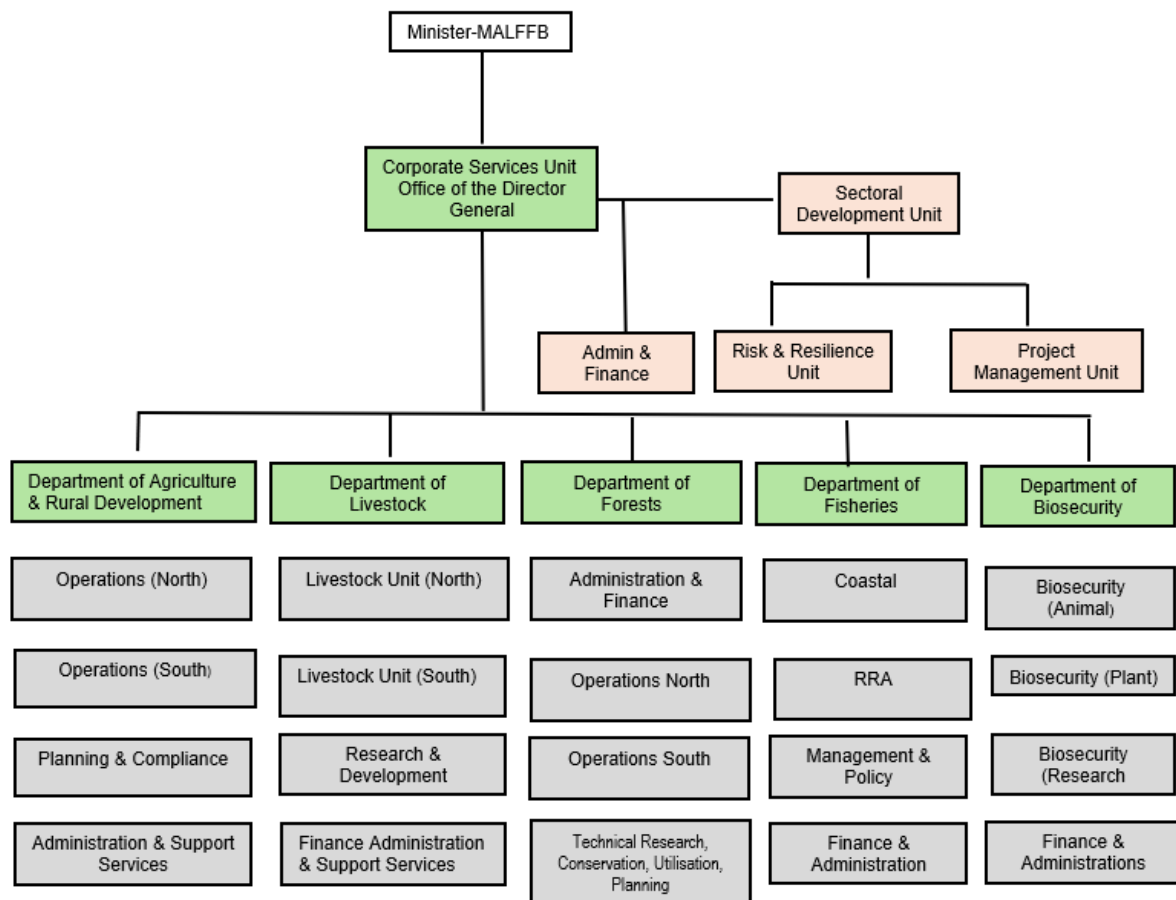 Minister-MALFFB
Corporate Services Unit
Office of the Director
General
Sectoral
Development Unit
Admin &
Finance
Risk & Resilience
Unit
Project
Management Unit
Department of Agriculture
& Rural Development
Department of
Livestock
Department of
Forests
Department of
Fisheries
Department of
Biosecurity
Operations (North)
Livestock Unit (North)
Administration &
Finance
Coastal
Biosecurity
(Animal)
Operations (South)
Livestock Unit (South)
Operations North
RRA
Biosecurity (Plant)
Planning & Compliance
Research &
Development
Operations South
Management &
Policy
Biosecurity
(Research
Administration & Support
Services
Finance Administration
& Support Services
Technical Research,
Conservation, Utilisation,
Planning
Finance &
Administration
Finance &
Administrations